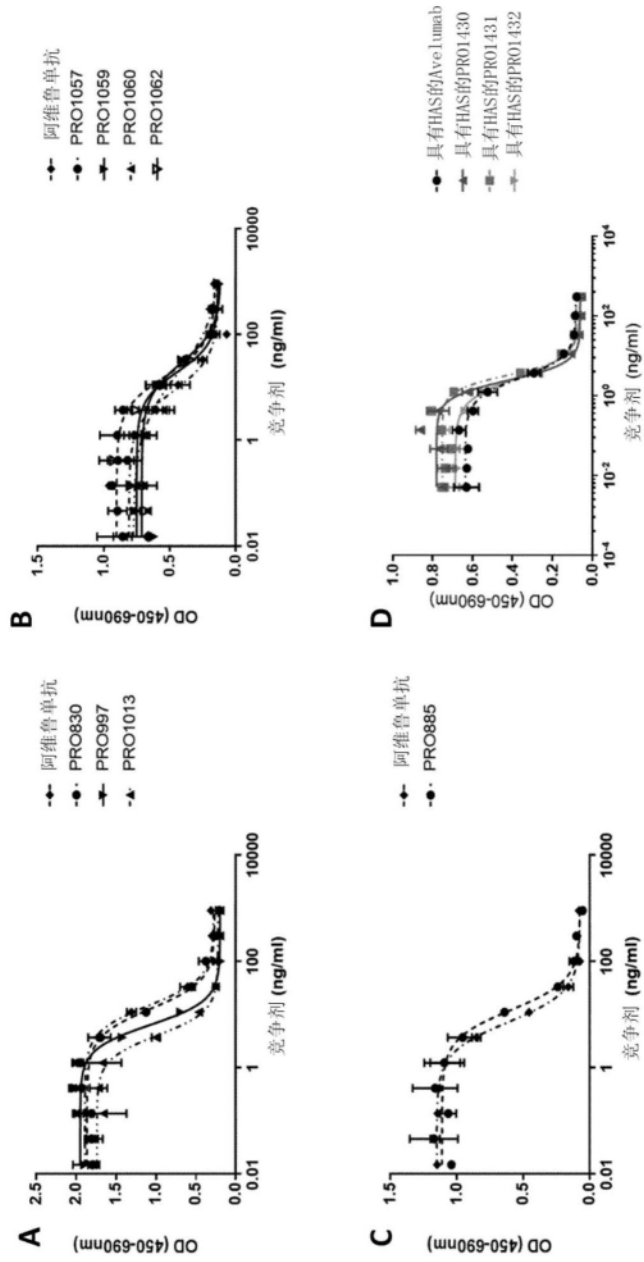 A
OD (450-690nm)
2.5
2.0
1.5
1.0
0.5
0.0
0.01
1
100
10000
竞争剂 (ng/ml)
阿维鲁单抗
PRO830
PRO997
PRO1013
B
OD (450-690nm)
1.5
1.0
0.5
0.0
0.01
1
100
10000
竞争剂 (ng/ml)
阿维鲁单抗
PRO1057
PRO1059
PRO1060
PRO1062
C
OD (450-690nm)
1.5
1.0
0.5
0.0
0.01
1
100
10000
竞争剂 (ng/ml)
阿维鲁单抗
PRO885
D
OD (450-690nm)
1.0
0.8
0.6
0.4
0.2
0.0
10-4
10-2
100
102
104
竞争剂 (ng/ml)
具有HAS的Avelumab
具有HAS的PRO1430
具有HAS的PRO1431
具有HAS的PRO1432